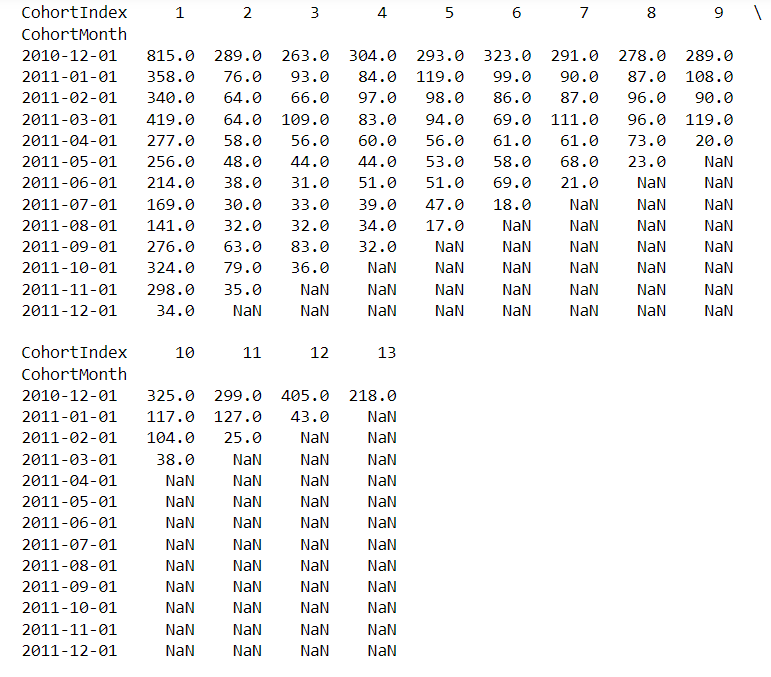 CohortIndex 1 2 3 4 5 6 7 8 9 \
CohortMonth
2010-12-01 815.0 289.0 263.0 304.0 293.0 323.0 291.0 278.0 289.0
2011-01-01 358.0 76.0 93.0 84.0 119.0 99.0 90.0 87.0 108.0
2011-02-01 340.0 64.0 66.0 97.0 98.0 86.0 87.0 96.0 90.0
2011-03-01 419.0 64.0 109.0 83.0 94.0 69.0 111.0 96.0 119.0
2011-04-01 277.0 58.0 56.0 60.0 56.0 61.0 61.0 73.0 20.0
2011-05-01 256.0 48.0 44.0 44.0 53.0 58.0 68.0 23.0 NaN
2011-06-01 214.0 38.0 31.0 51.0 51.0 69.0 21.0 NaN NaN
2011-07-01 169.0 30.0 33.0 39.0 47.0 18.0 NaN NaN NaN
2011-08-01 141.0 32.0 32.0 34.0 17.0 NaN NaN NaN NaN
2011-09-01 276.0 63.0 83.0 32.0 NaN NaN NaN NaN NaN
2011-10-01 324.0 79.0 36.0 NaN NaN NaN NaN NaN NaN
2011-11-01 298.0 35.0 NaN NaN NaN NaN NaN NaN NaN
2011-12-01 34.0 NaN NaN NaN NaN NaN NaN NaN NaN
CohortIndex 10 11 12 13
CohortMonth
2010-12-01 325.0 299.0 405.0 218.0
2011-01-01 117.0 127.0 43.0 NaN
2011-02-01 104.0 25.0 NaN NaN
2011-03-01 38.0 NaN NaN NaN
2011-04-01 NaN NaN NaN NaN
2011-05-01 NaN NaN NaN NaN
2011-06-01 NaN NaN NaN NaN
2011-07-01 NaN NaN NaN NaN
2011-08-01 NaN NaN NaN NaN
2011-09-01 NaN NaN NaN NaN
2011-10-01 NaN NaN NaN NaN
2011-11-01 NaN NaN NaN NaN
2011-12-01 NaN NaN NaN NaN